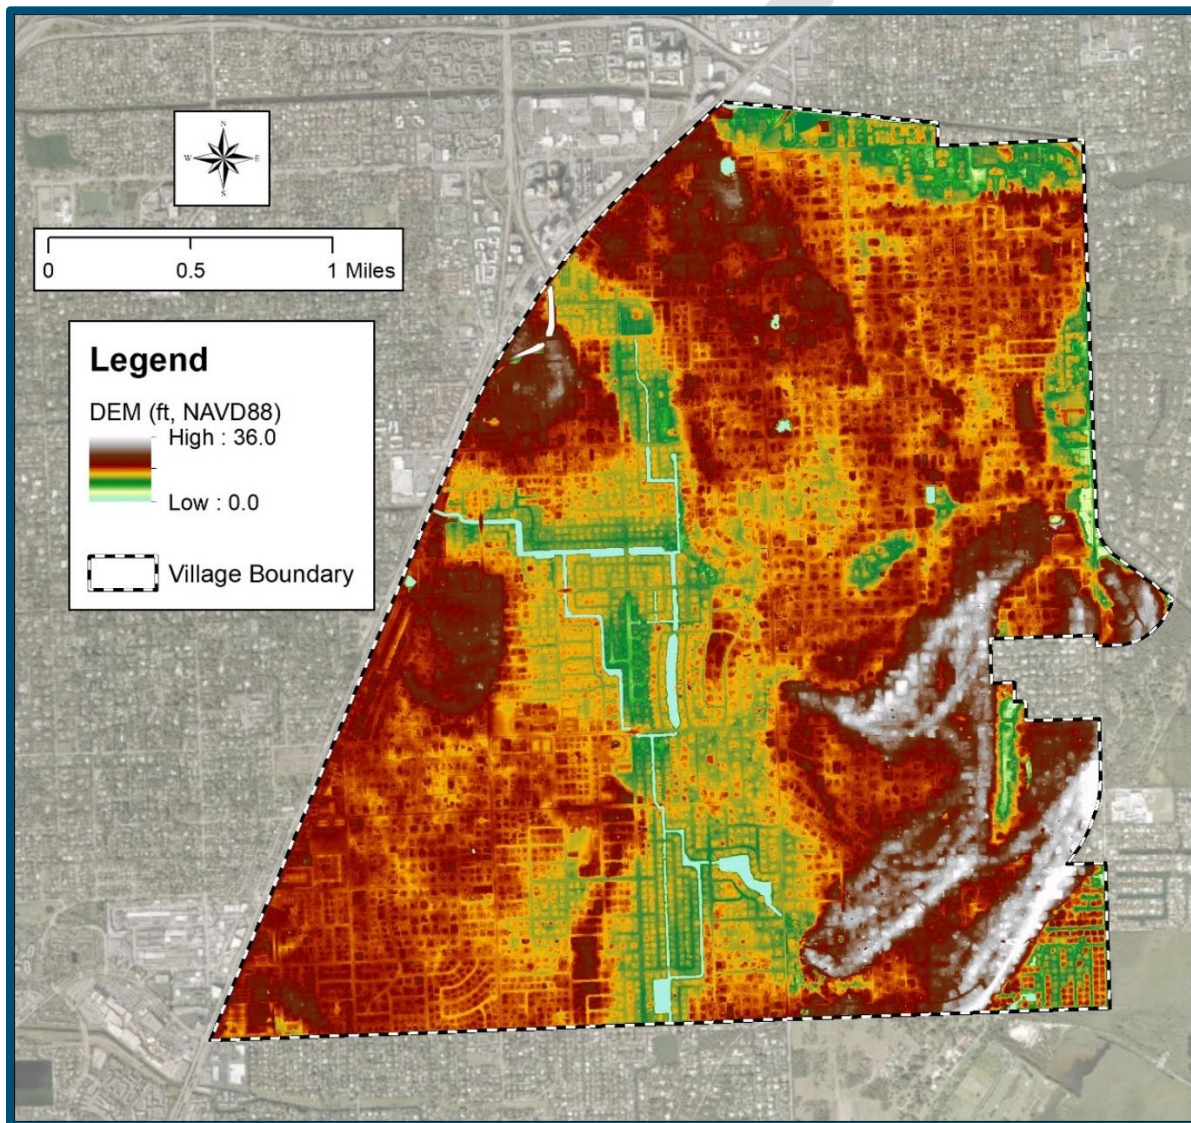 N
W E
S
0 0.5 1 Miles
Legend
DEM (ft, NAVD88)
High : 36.0
Low : 0.0
Village Boundary